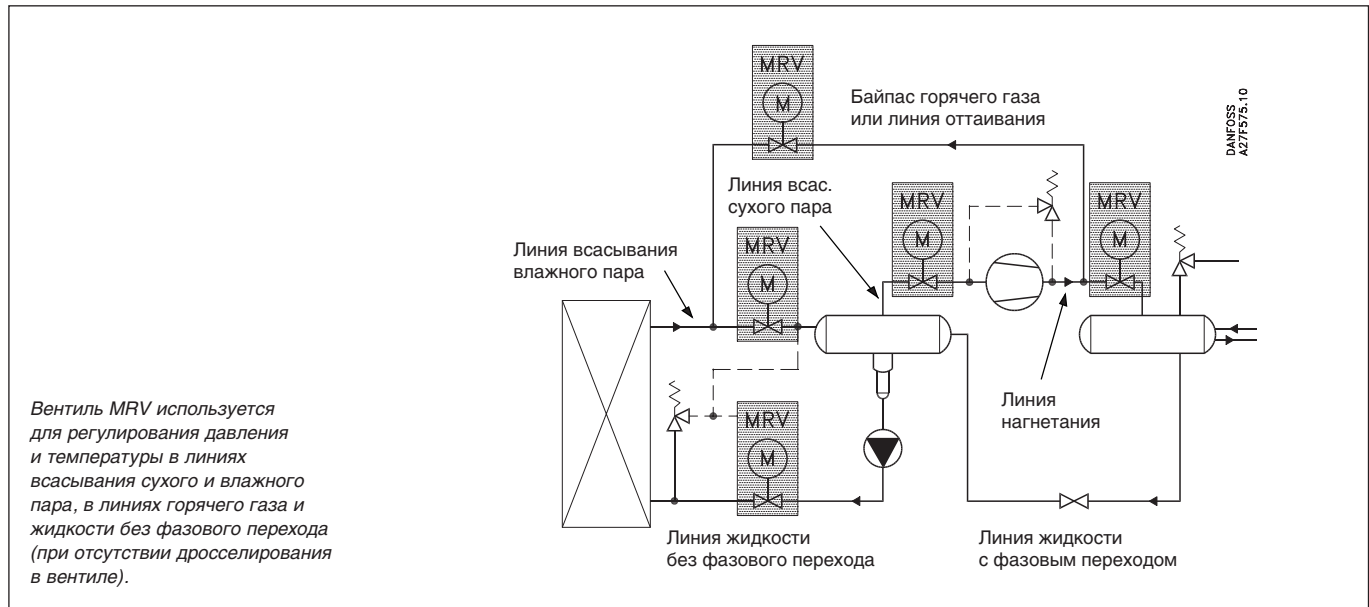 MRV
M
Байпас горячего газа
или линия оттаивания
DANFOSS
A27F575.10
Линия всас.
сухого пара
MRV
M
MRV
M
Линия всасывания
влажного пара
MRV
M
Линия
нагнетания
MRV
M
Линия жидкости
без фазового перехода
Линия жидкости
с фазовым переходом
Вентиль MRV используется
для регулирования давления
и температуры в линиях
всасывания сухого и влажного
пара, в линиях горячего газа и
жидкости без фазового перехода
(при отсутствии дросселирования
в вентиле).